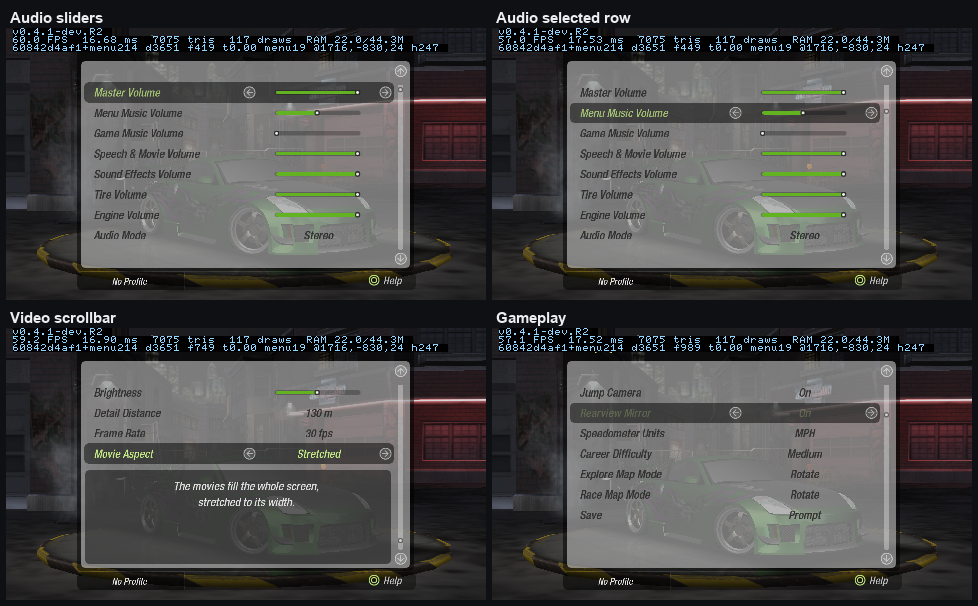 Audio sliders
v0.4.1-dev.R2
60.0 FPS 16.68 ms 7075 tris 117 draws RAM 22.0/44.3M
60842d4af1+menu214 d3651 f419 t0.00 menu19 @1716,-830,24 h247
Master Volume
Menu Music Volume
Game Music Volume
Speech & Movie Volume
Sound Effects Volume
Tire Volume
Engine Volume
Audio Mode Stereo
No Profile Help
Audio selected row
v0.4.1-dev.R2
57.0 FPS 17.53 ms 7075 tris 117 draws RAM 22.0/44.3M
60842d4af1+menu214 d3651 f449 t0.00 menu19 @1716,-830,24 h247
Master Volume
Menu Music Volume
Game Music Volume
Speech & Movie Volume
Sound Effects Volume
Tire Volume
Engine Volume
Audio Mode Stereo
No Profile Help
Video scrollbar
v0.4.1-dev.R2
59.2 FPS 16.90 ms 7075 tris 117 draws RAM 22.0/44.3M
60842d4af1+menu214 d3651 f749 t0.00 menu19 @1716,-830,24 h247
Brightness
Detail Distance 130 m
Frame Rate 30 fps
Movie Aspect Stretched
The movies fill the whole screen,
stretched to its width.
No Profile Help
Gameplay
v0.4.1-dev.R2
57.1 FPS 17.52 ms 7075 tris 117 draws RAM 22.0/44.3M
60842d4af1+menu214 d3651 f989 t0.00 menu19 @1716,-830,24 h247
Jump Camera On
Rearview Mirror On
Speedometer Units MPH
Career Difficulty Medium
Explore Map Mode Rotate
Race Map Mode Rotate
Save Prompt
No Profile Help